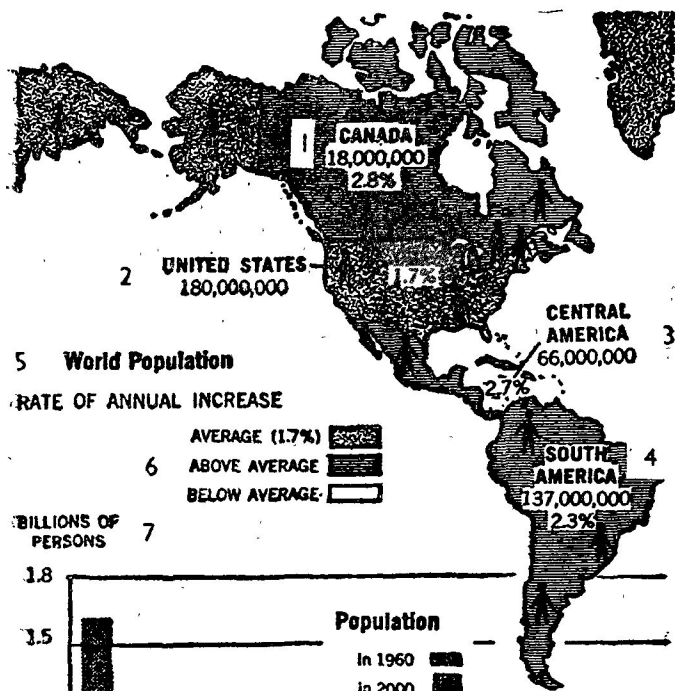 1
CANADA
18,000,000
2.8%
2
UNITED STATES
180,000,000
1.7%
CENTRAL
AMERICA
66,000,000
3
2.7%
5 World Population
RATE OF ANNUAL INCREASE
AVERAGE (1.7%)
6 ABOVE AVERAGE
BELOW AVERAGE
SOUTH
AMERICA
137,000,000
2.3%
4
BILLIONS OF
PERSONS
7
1.8
1.5
Population
In 1960
in 2000